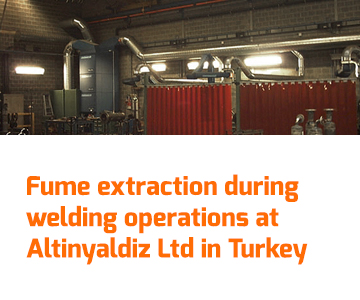 Fume extraction during
welding operations at
Altinyaldiz Ltd in Turkey